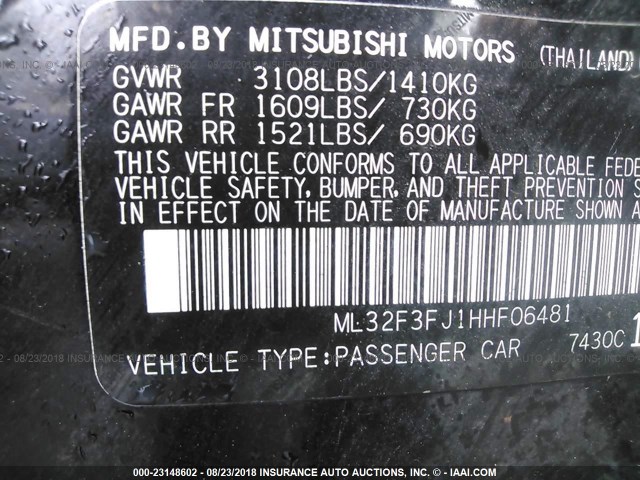 MFD.BY MITSUBISHI MOTORS (THAILAND)
GVWR 3108LBS/1410KG
GAWR FR 1609LBS/ 730KG
GAWR RR 1521LBS/ 690KG
THIS VEHICLE CONFORMS TO ALL APPLICABLE FEDE
VEHICLE SAFETY, BUMPER, AND THEFT PREVENTION S
IN EFFECT ON THE DATE OF MANUFACTURE SHOWN A
ML32F3FJ1HHF06481
VEHICLE TYPE:PASSENGER CAR 7430C 1
000-23148602 - 08/23/2018 INSURANCE AUTO AUCTIONS, INC. - IAAI.COM